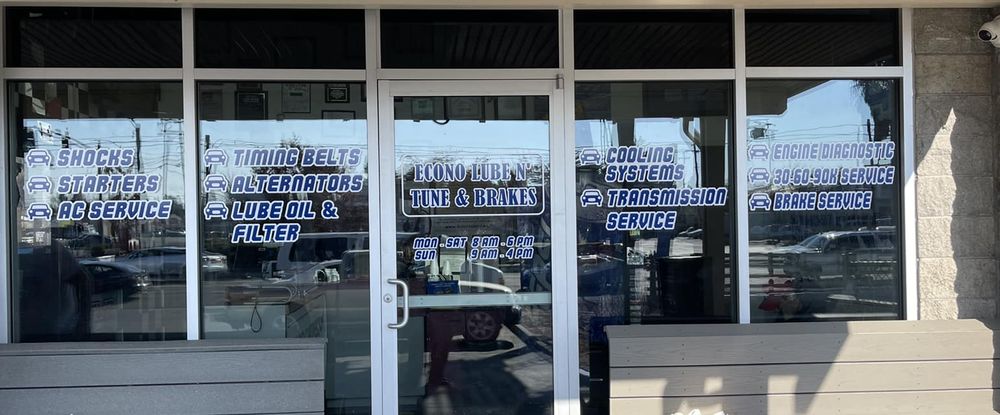 SHOCKS
STARTERS
AC SERVICE
TIMING BELTS
ALTERNATORS
LUBE OIL &
FILTER
ECONO LUBE N'
TUNE & BRAKES
MON - SAT 8 AM - 6 PM
SUN 9 AM - 4 PM
COOLING
SYSTEMS
TRANSMISSION
SERVICE
ENGINE DIAGNOSTIC
30-60-90K SERVICE
BRAKE SERVICE